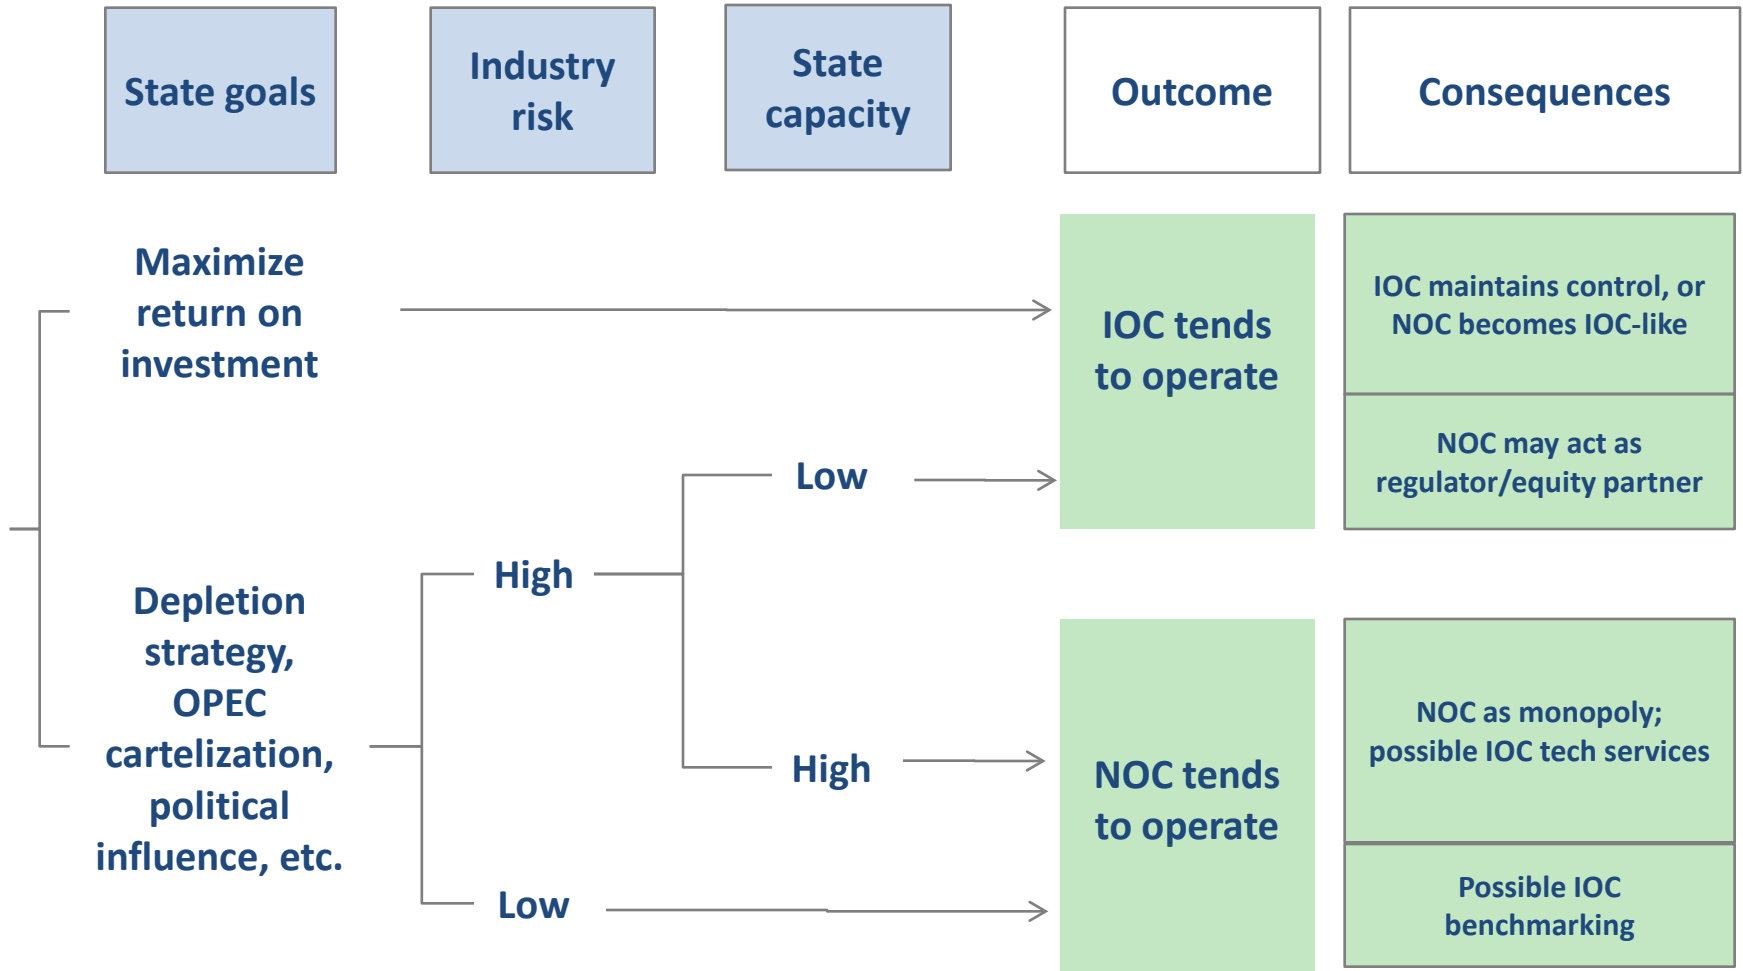 State goals
Industry
risk
State
capacity
Outcome
Consequences
Maximize
return on
investment
IOC tends
to operate
IOC maintains control, or
NOC becomes IOC-like
Low
NOC may act as
regulator/equity partner
High
Depletion
strategy,
OPEC
cartelization,
political
influence, etc.
High
NOC tends
to operate
NOC as monopoly;
possible IOC tech services
Low
Possible IOC
benchmarking